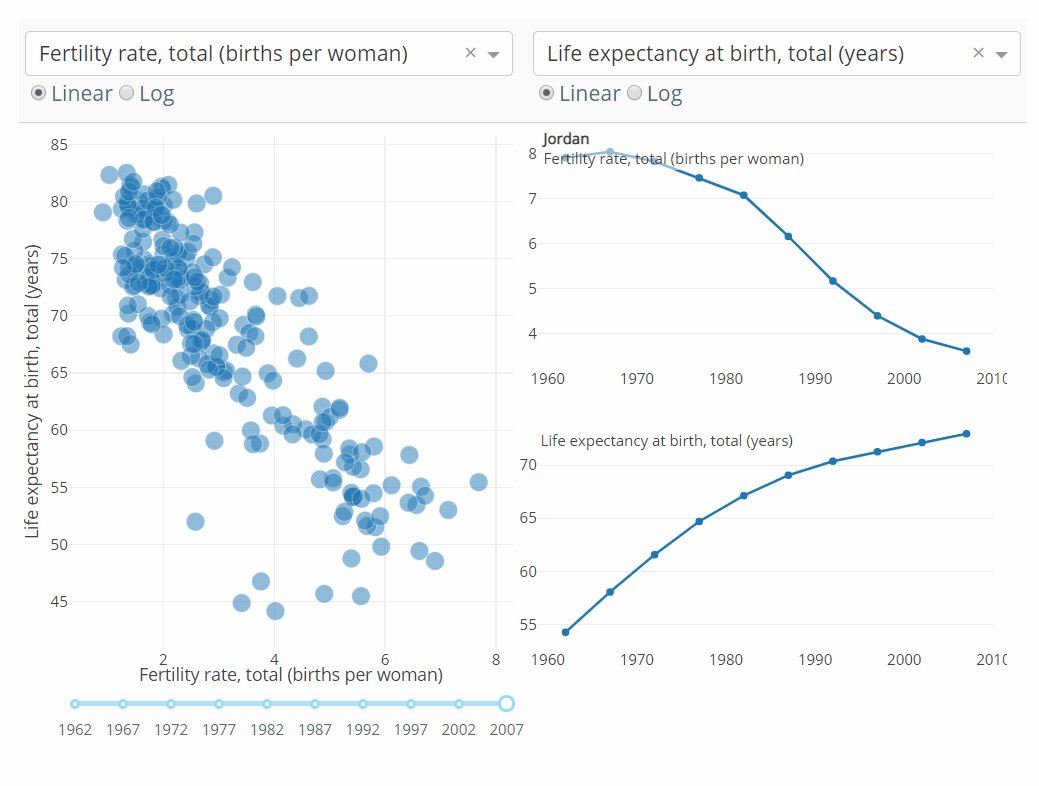 Fertility rate, total (births per woman) × 
Linear Log
Life expectancy at birth, total (years) × 
Linear Log
Life expectancy at birth, total (years)
85
80
75
70
65
60
55
50
45
2 4 6 8
Fertility rate, total (births per woman)
1962 1967 1972 1977 1982 1987 1992 1997 2002 2007
Jordan
Fertility rate, total (births per woman)
8
7
6
5
4
1960 1970 1980 1990 2000 2010
Life expectancy at birth, total (years)
70
65
60
55
1960 1970 1980 1990 2000 2010